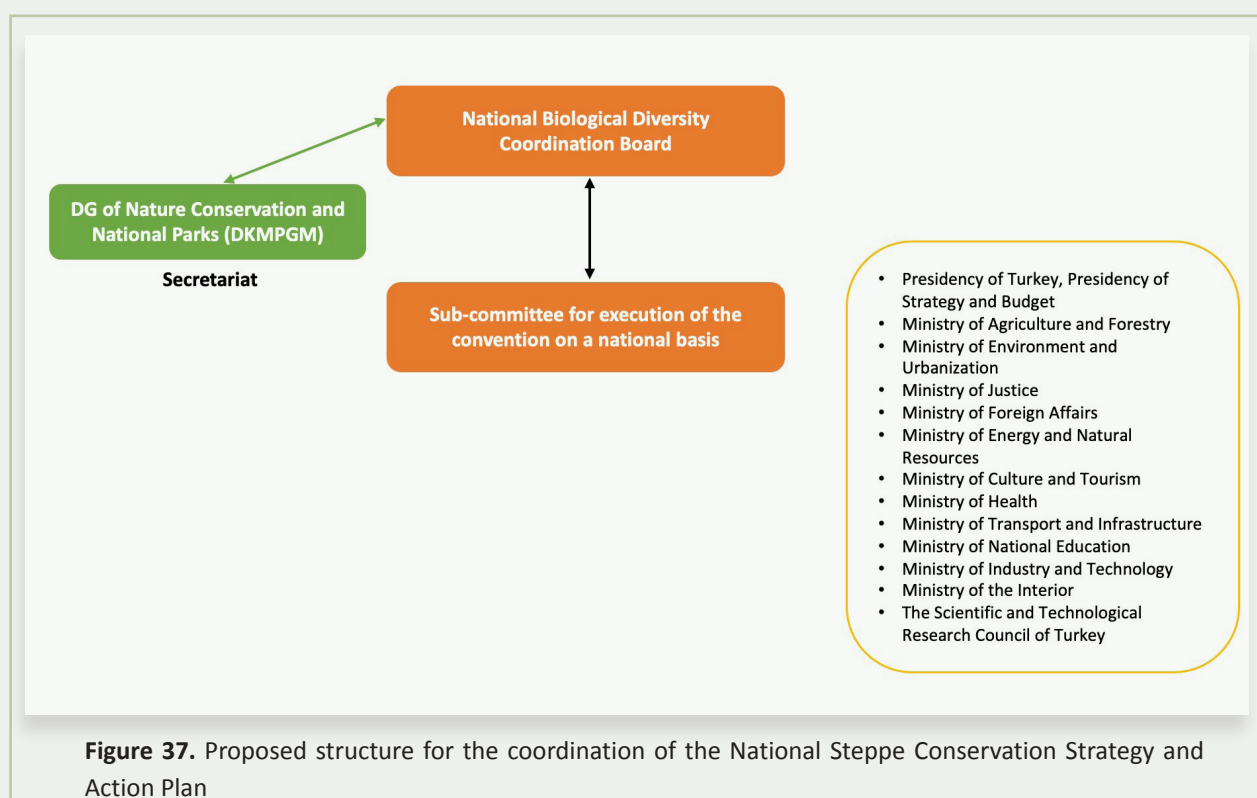 National Biological Diversity
Coordination Board
DG of Nature Conservation and
National Parks (DKMPGM)
Secretariat
Sub-committee for execution of the
convention on a national basis
• Presidency of Turkey, Presidency of
Strategy and Budget
• Ministry of Agriculture and Forestry
• Ministry of Environment and
Urbanization
• Ministry of Justice
• Ministry of Foreign Affairs
• Ministry of Energy and Natural
Resources
• Ministry of Culture and Tourism
• Ministry of Health
• Ministry of Transport and Infrastructure
• Ministry of National Education
• Ministry of Industry and Technology
• Ministry of the Interior
• The Scientific and Technological
Research Council of Turkey
Figure 37. Proposed structure for the coordination of the National Steppe Conservation Strategy and
Action Plan